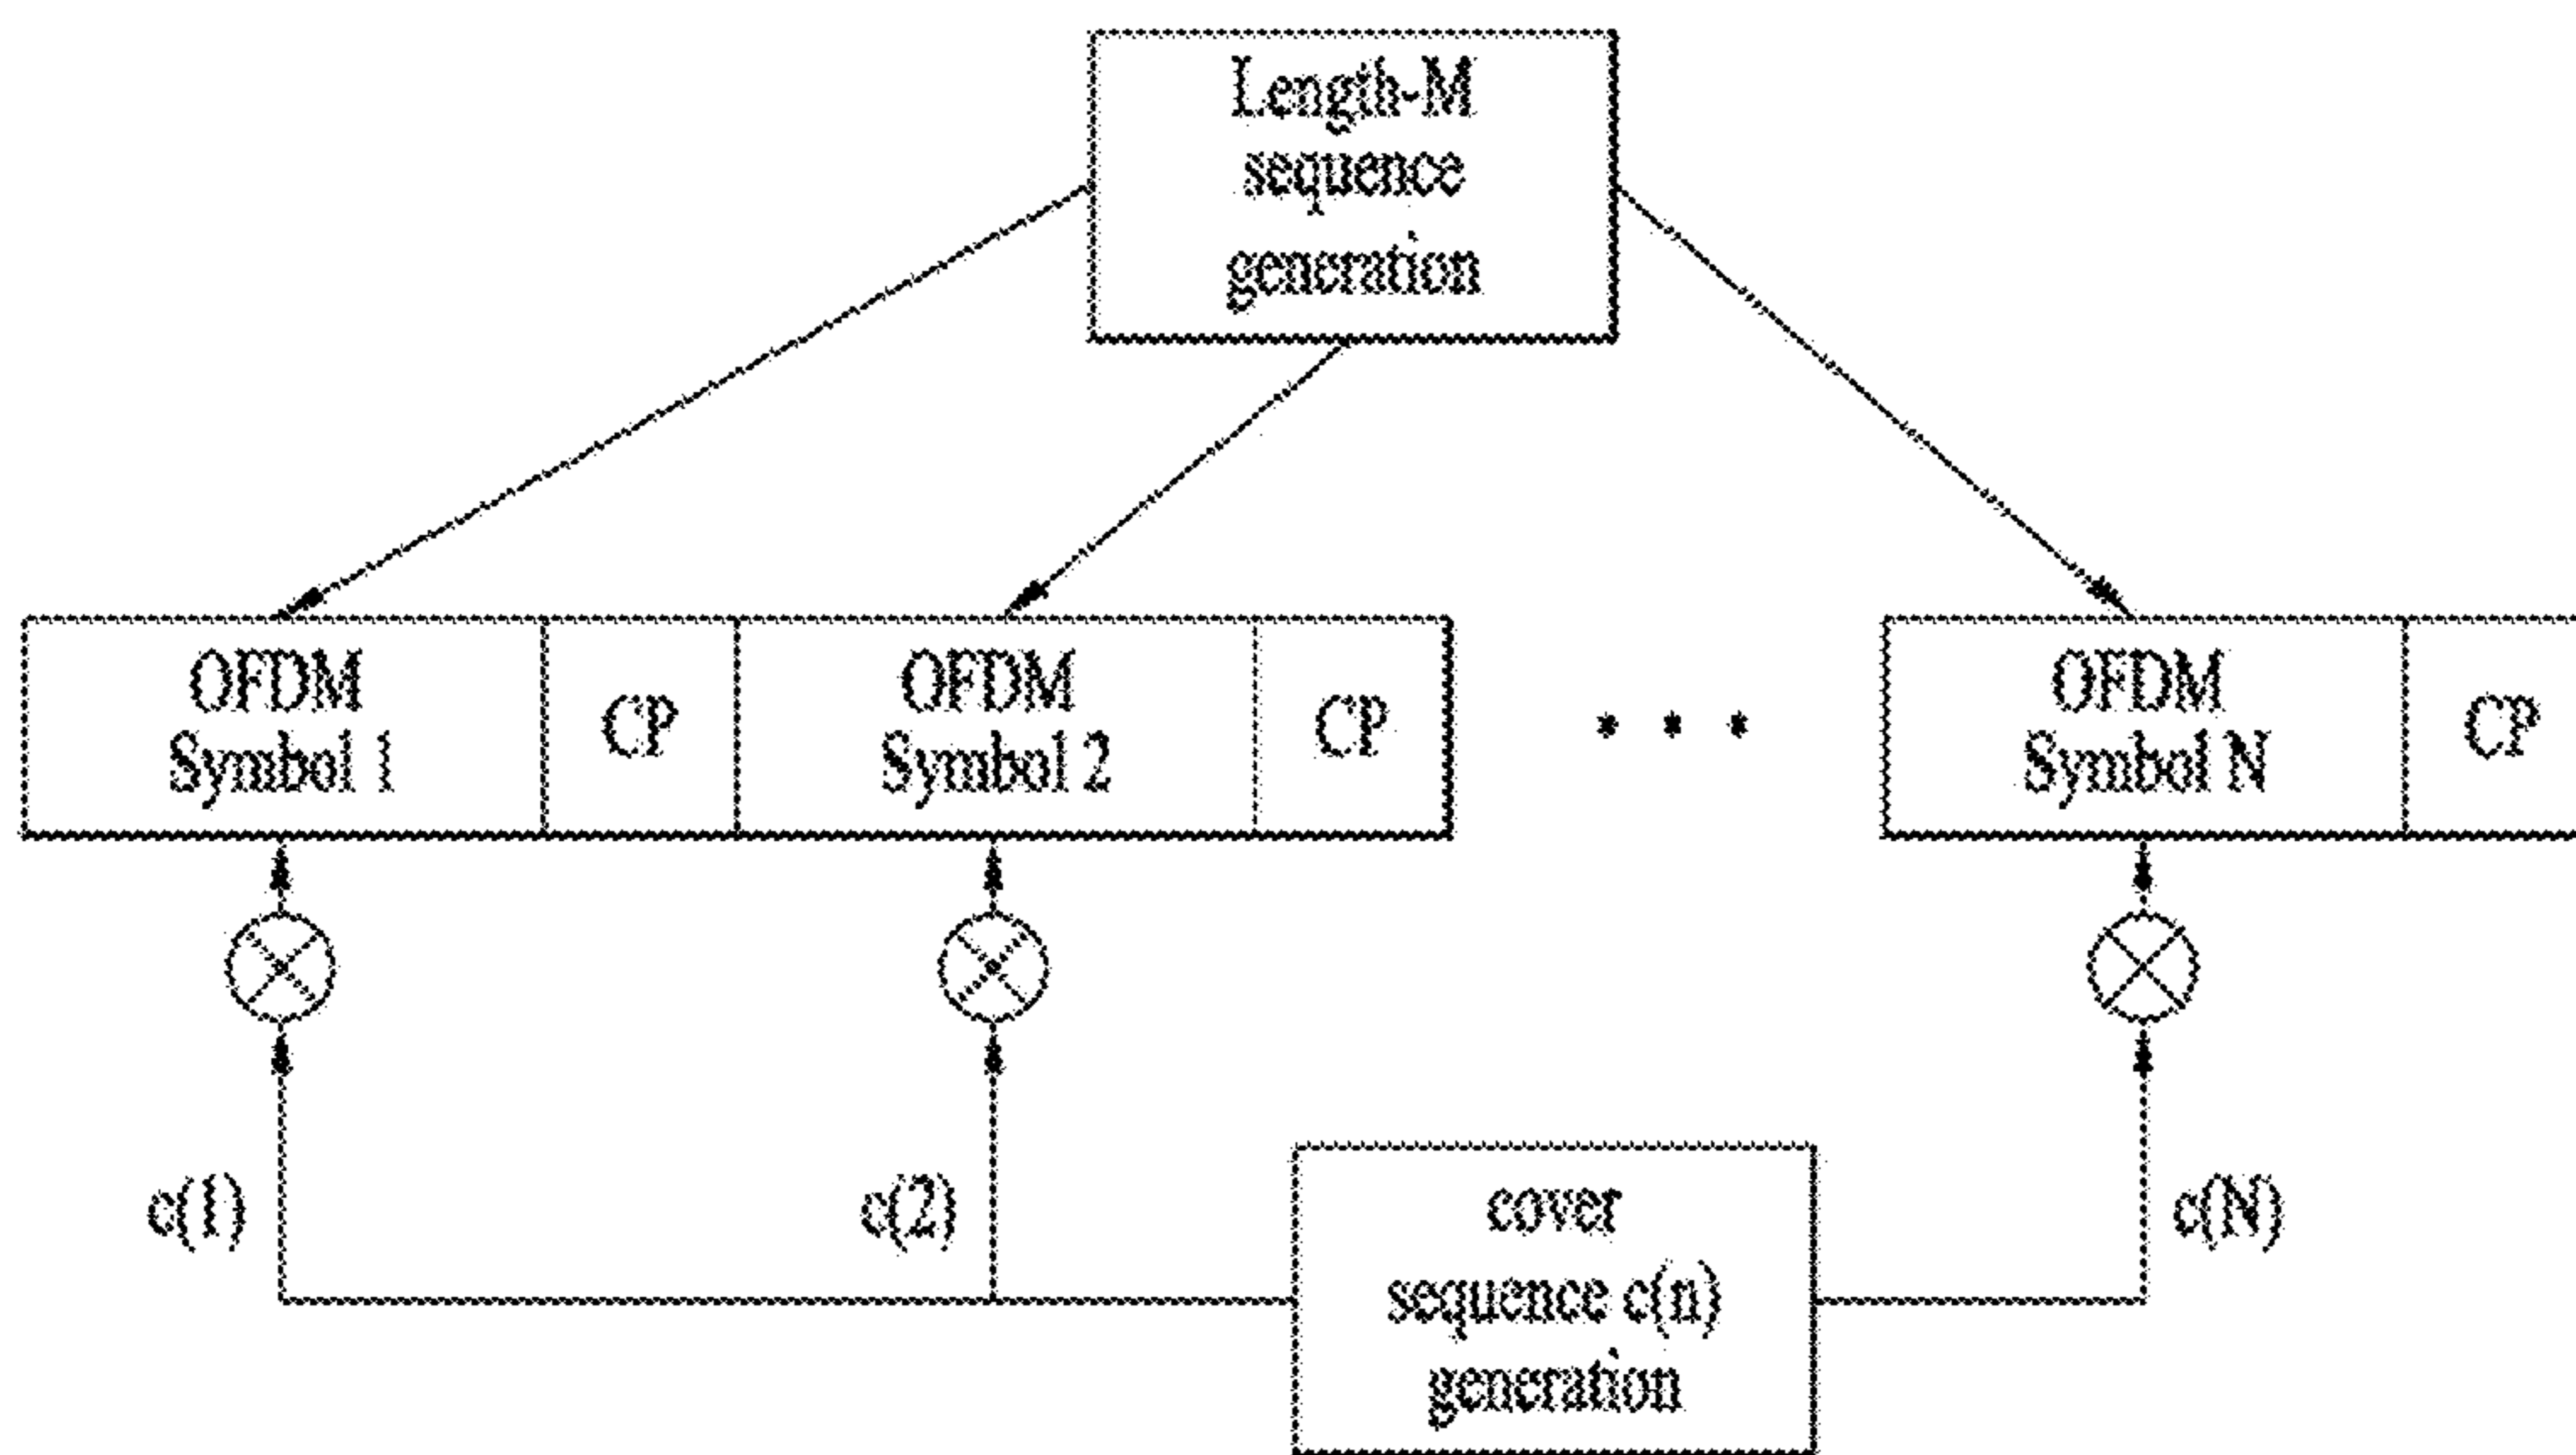 Length-M
sequence
generation
OFDM
Symbol 1
CP
OFDM
Symbol 2
CP
• • •
OFDM
Symbol N
CP
c(1)
c(2)
c(N)
cover
sequence c(n)
generation